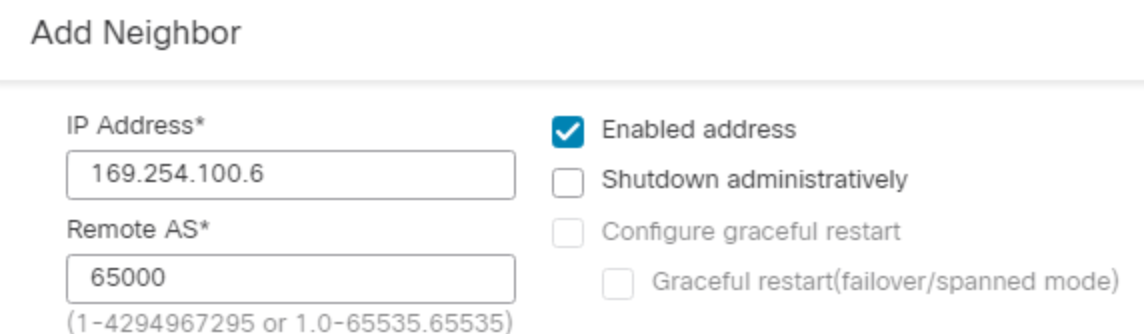 Add Neighbor
IP Address*
169.254.100.6
Remote AS*
65000
(1-4294967295 or 1.0-65535.65535)
Enabled address
Shutdown administratively
Configure graceful restart
Graceful restart(failover/spanned mode)